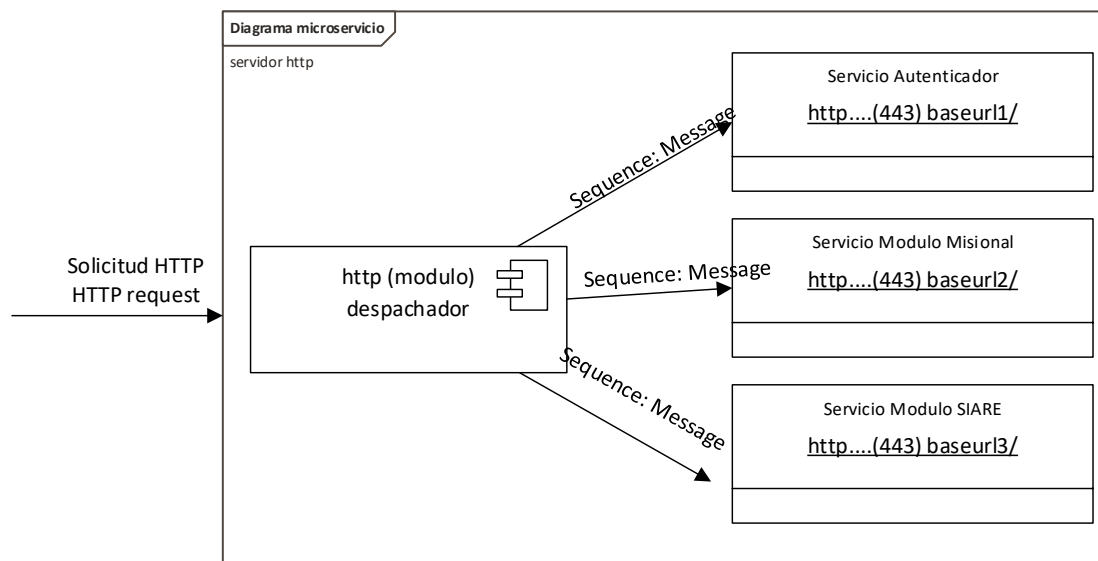 Diagrama microservicio
servidor http
Solicitud HTTP
HTTP request
http (modulo)
despachador
Sequence: Message
Sequence: Message
Sequence: Message
Servicio Autenticador
http....(443) baseurl1/
Servicio Modulo Misional
http....(443) baseurl2/
Servicio Modulo SIARE
http....(443) baseurl3/